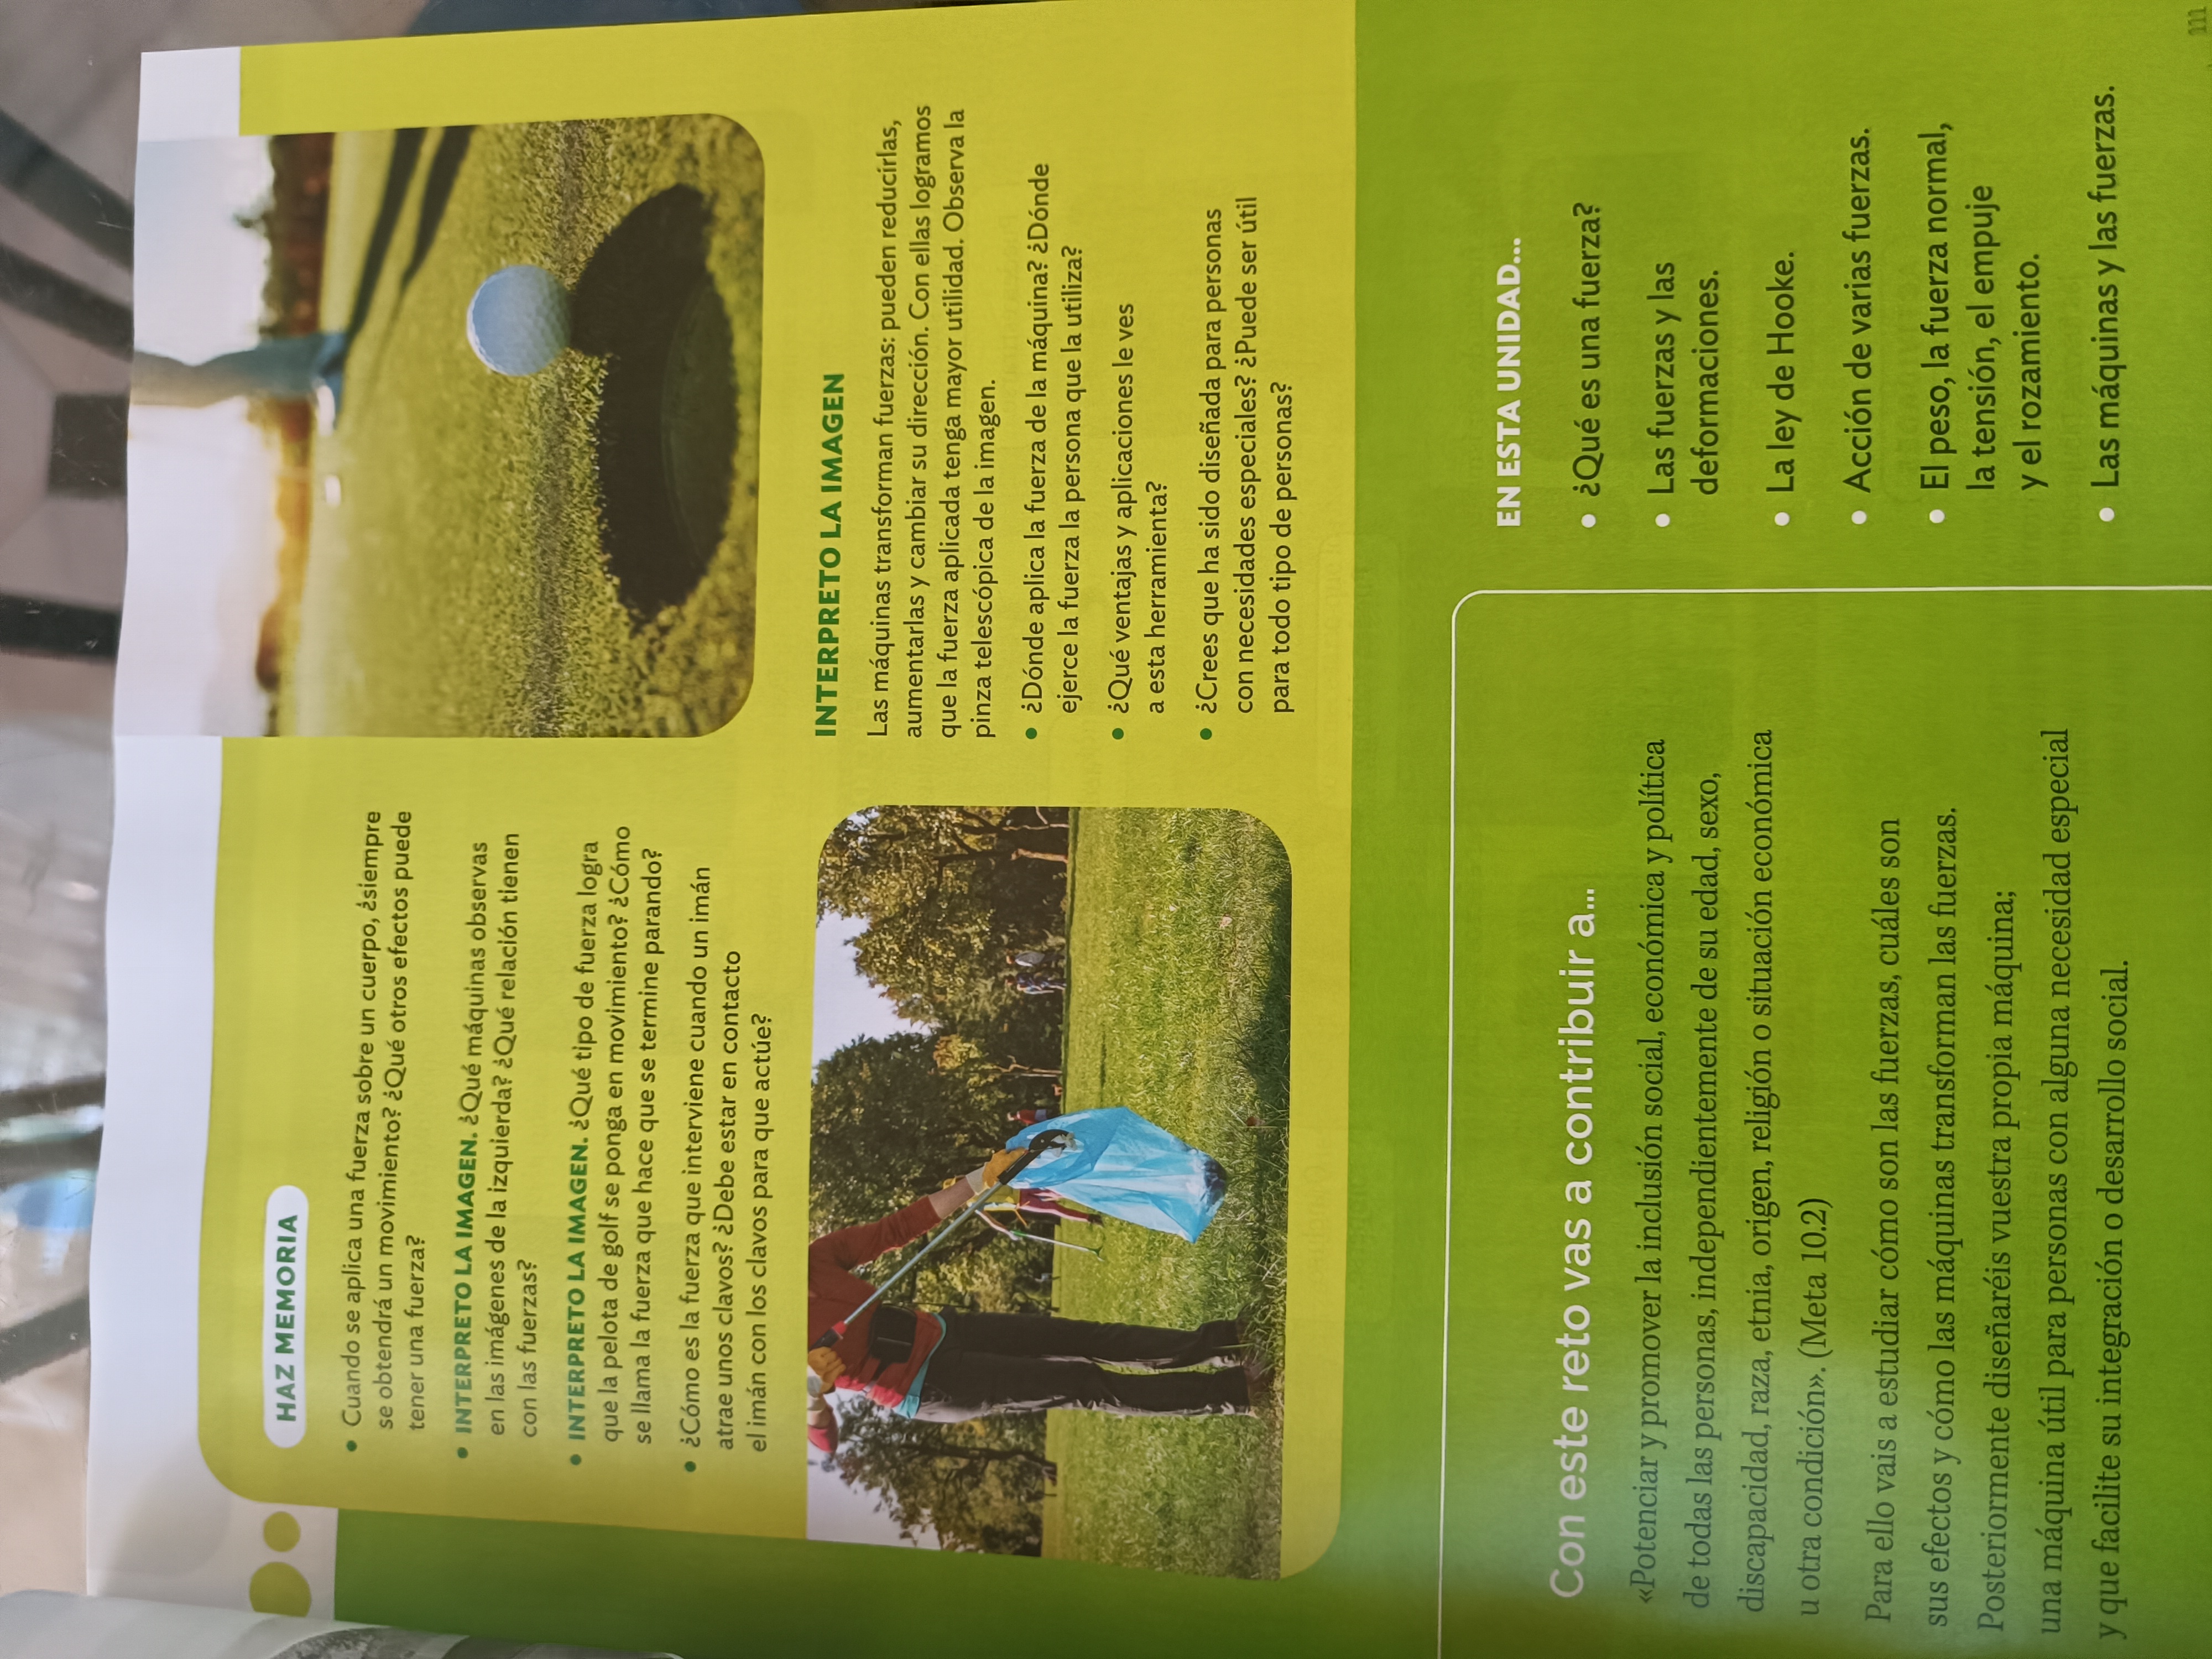 HAZ MEMORIA
• Cuando se aplica una fuerza sobre un cuerpo, ¿siempre
se obtendrá un movimiento? ¿Qué otros efectos puede
tener una fuerza?
• INTERPRETO LA IMAGEN. ¿Qué máquinas observas
en las imágenes de la izquierda? ¿Qué relación tienen
con las fuerzas?
• INTERPRETO LA IMAGEN. ¿Qué tipo de fuerza logra
que la pelota de golf se ponga en movimiento? ¿Cómo
se llama la fuerza que hace que se termine parando?
• ¿Cómo es la fuerza que interviene cuando un imán
atrae unos clavos? ¿Debe estar en contacto
el imán con los clavos para que actúe?
INTERPRETO LA IMAGEN
Las máquinas transforman fuerzas: pueden reducirlas,
aumentarlas y cambiar su dirección. Con ellas logramos
que la fuerza aplicada tenga mayor utilidad. Observa la
pinza telescópica de la imagen.
• ¿Dónde aplica la fuerza de la máquina? ¿Dónde
ejerce la fuerza la persona que la utiliza?
• ¿Qué ventajas y aplicaciones le ves
a esta herramienta?
• ¿Crees que ha sido diseñada para personas
con necesidades especiales? ¿Puede ser útil
para todo tipo de personas?
Con este reto vas a contribuir a...
«Potenciar y promover la inclusión social, económica y política
de todas las personas, independientemente de su edad, sexo,
discapacidad, raza, etnia, origen, religión o situación económica
u otra condición». (Meta 10.2)
Para ello vais a estudiar cómo son las fuerzas, cuáles son
sus efectos y cómo las máquinas transforman las fuerzas.
Posteriormente diseñaréis vuestra propia máquina;
una máquina útil para personas con alguna necesidad especial
y que facilite su integración o desarrollo social.
EN ESTA UNIDAD...
• ¿Qué es una fuerza?
• Las fuerzas y las
deformaciones.
• La ley de Hooke.
• Acción de varias fuerzas.
• El peso, la fuerza normal,
la tensión, el empuje
y el rozamiento.
• Las máquinas y las fuerzas.
111